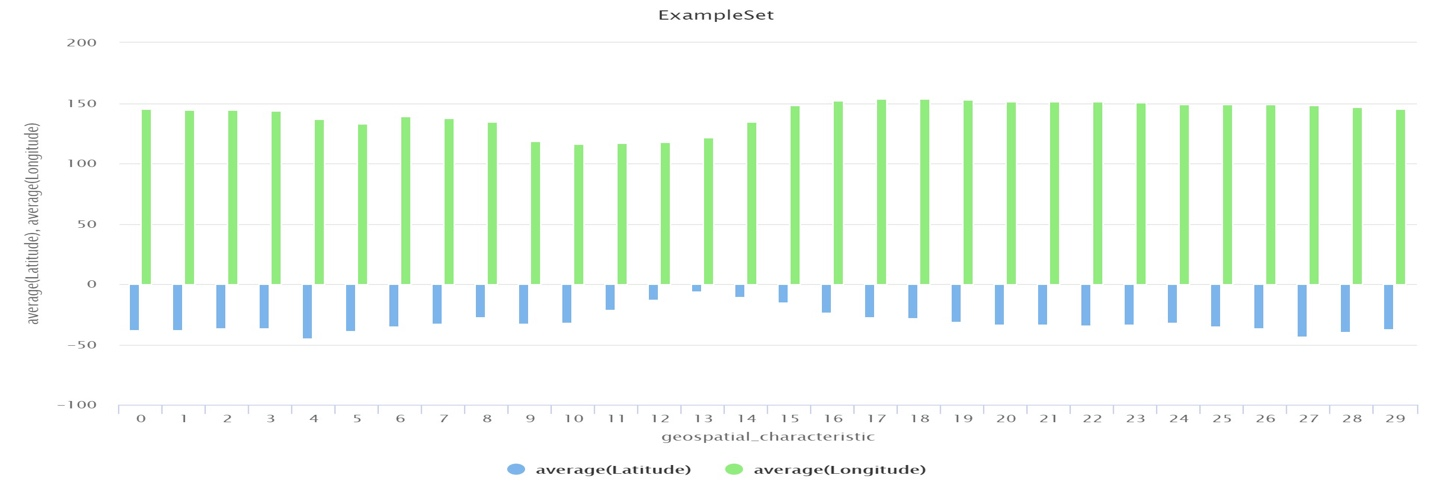 ExampleSet
average(Latitude), average(Longitude)
200
150
100
50
0
−50
−100
0 1 2 3 4 5 6 7 8 9 10 11 12 13 14 15 16 17 18 19 20 21 22 23 24 25 26 27 28 29
geospatial_characteristic
average(Latitude) average(Longitude)